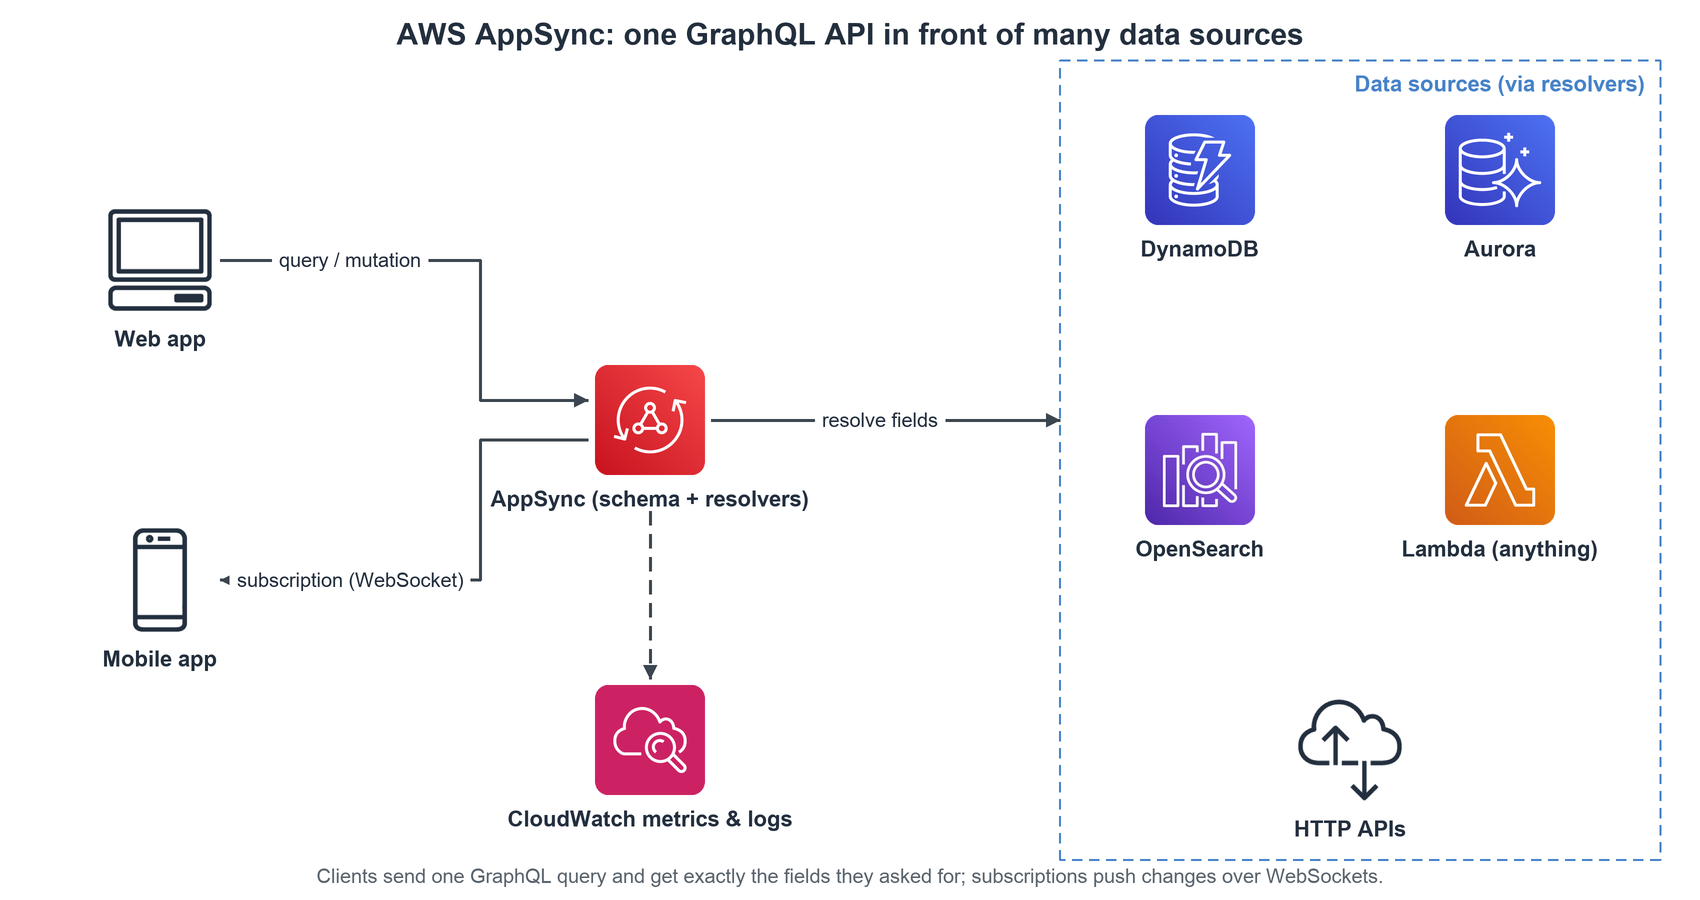 AWS AppSync: one GraphQL API in front of many data sources
Data sources (via resolvers)
DynamoDB
Aurora
query / mutation
Web app
resolve fields
AppSync (schema + resolvers)
OpenSearch
Lambda (anything)
subscription (WebSocket)
Mobile app
CloudWatch metrics & logs
HTTP APIs
Clients send one GraphQL query and get exactly the fields they asked for; subscriptions push changes over WebSockets.